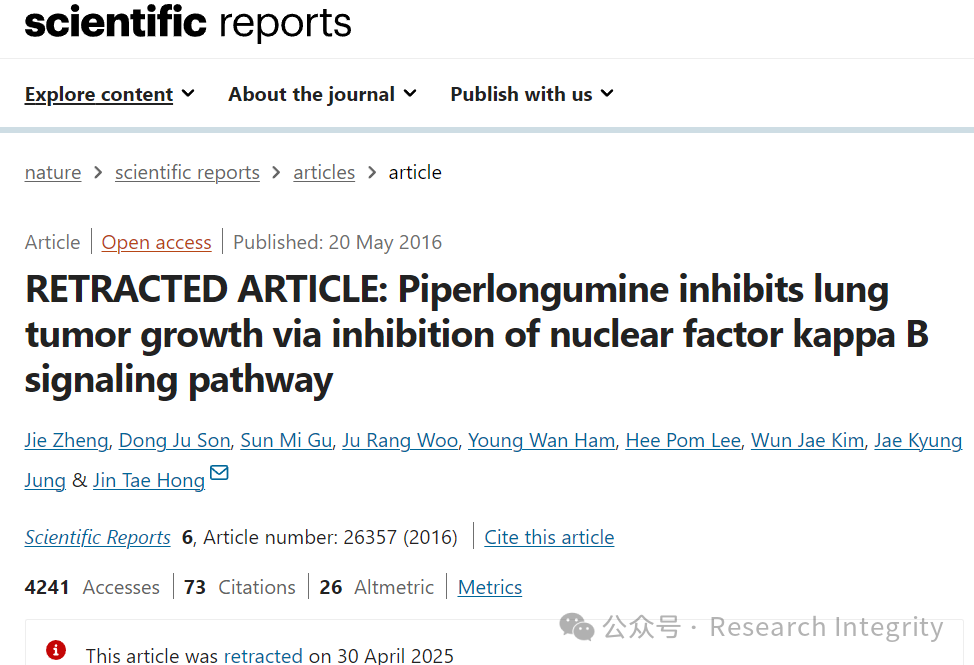 scientific reports
Explore content About the journal Publish with us
nature > scientific reports > articles > article
Article Open access Published: 20 May 2016
RETRACTED ARTICLE: Piperlongumine inhibits lung
tumor growth via inhibition of nuclear factor kappa B
signaling pathway
Jie Zheng, Dong Ju Son, Sun Mi Gu, Ju Rang Woo, Young Wan Ham, Hee Pom Lee, Wun Jae Kim, Jae Kyung
Jung & Jin Tae Hong
Scientific Reports 6, Article number: 26357 (2016) Cite this article
4241 Accesses 73 Citations 26 Altmetric Metrics
公众号 · Research Integrity
This article was retracted on 30 April 2025